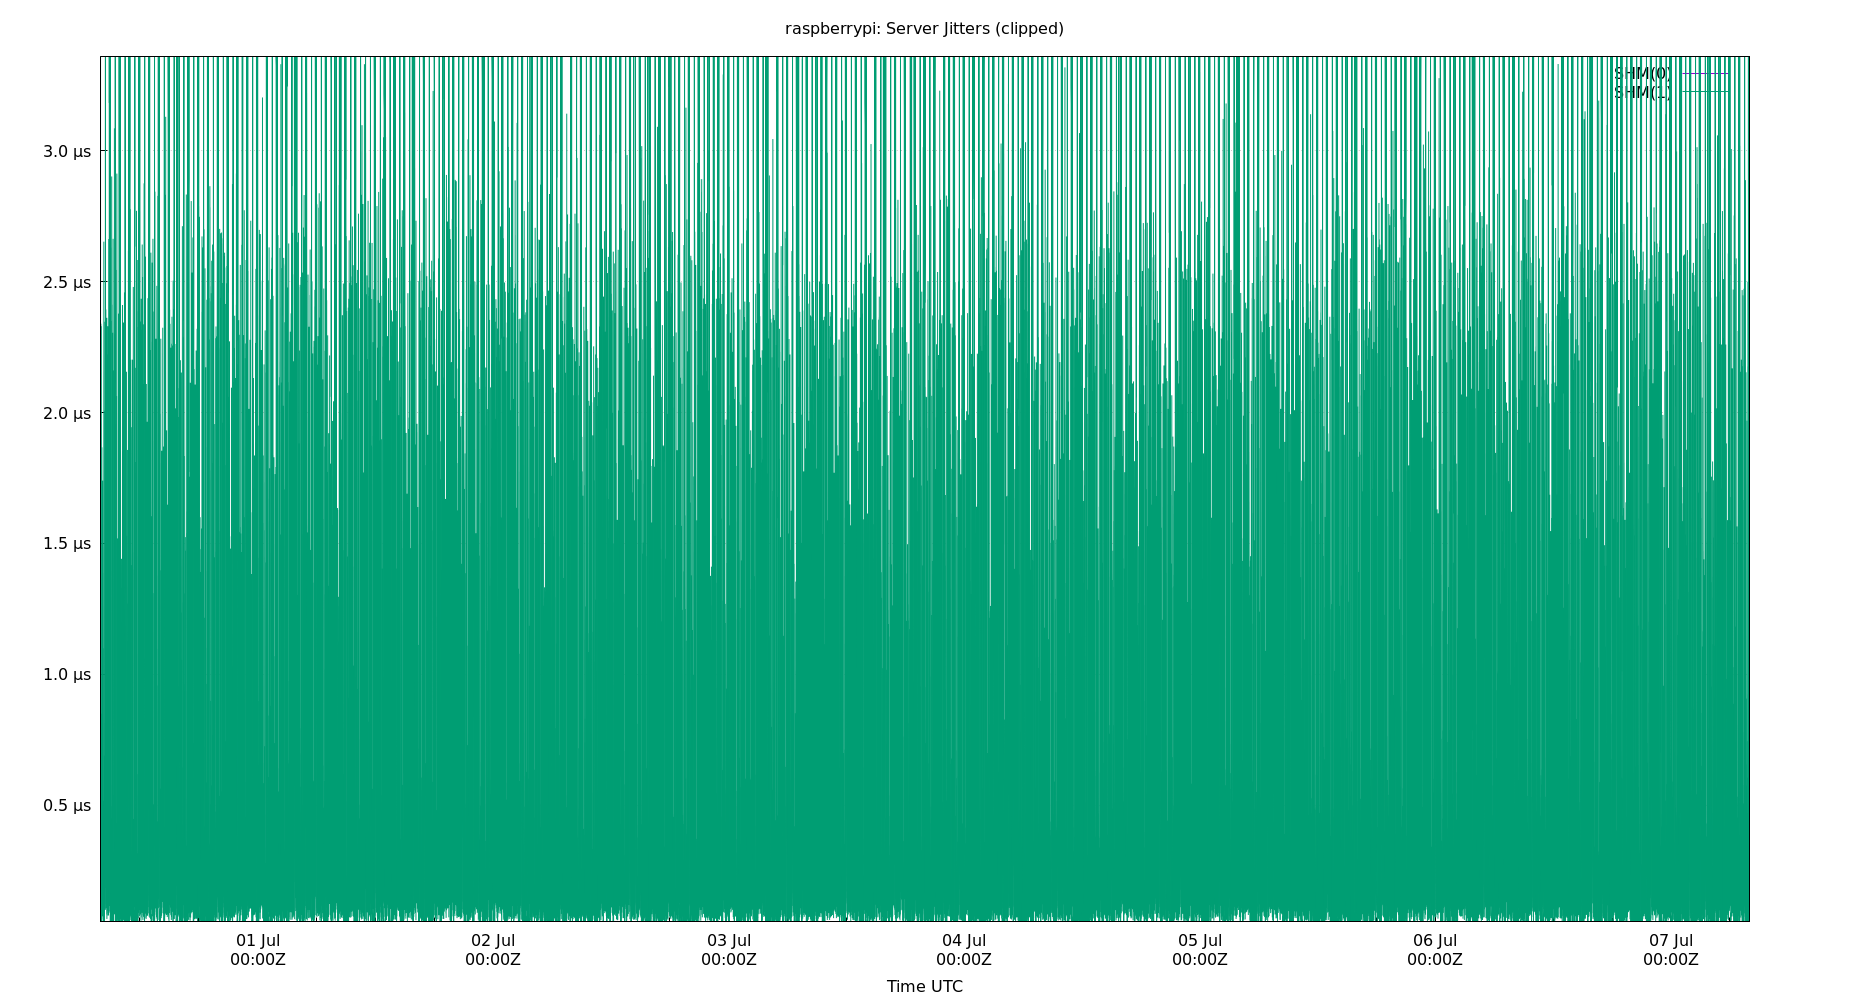 raspberrypi: Server Jitters (clipped)
SHM(0)
SHM(1)
3.0 µs
2.5 µs
2.0 µs
1.5 µs
1.0 µs
0.5 µs
01 Jul 02 Jul 03 Jul 04 Jul 05 Jul 06 Jul 07 Jul
00:00Z 00:00Z 00:00Z 00:00Z 00:00Z 00:00Z 00:00Z
Time UTC